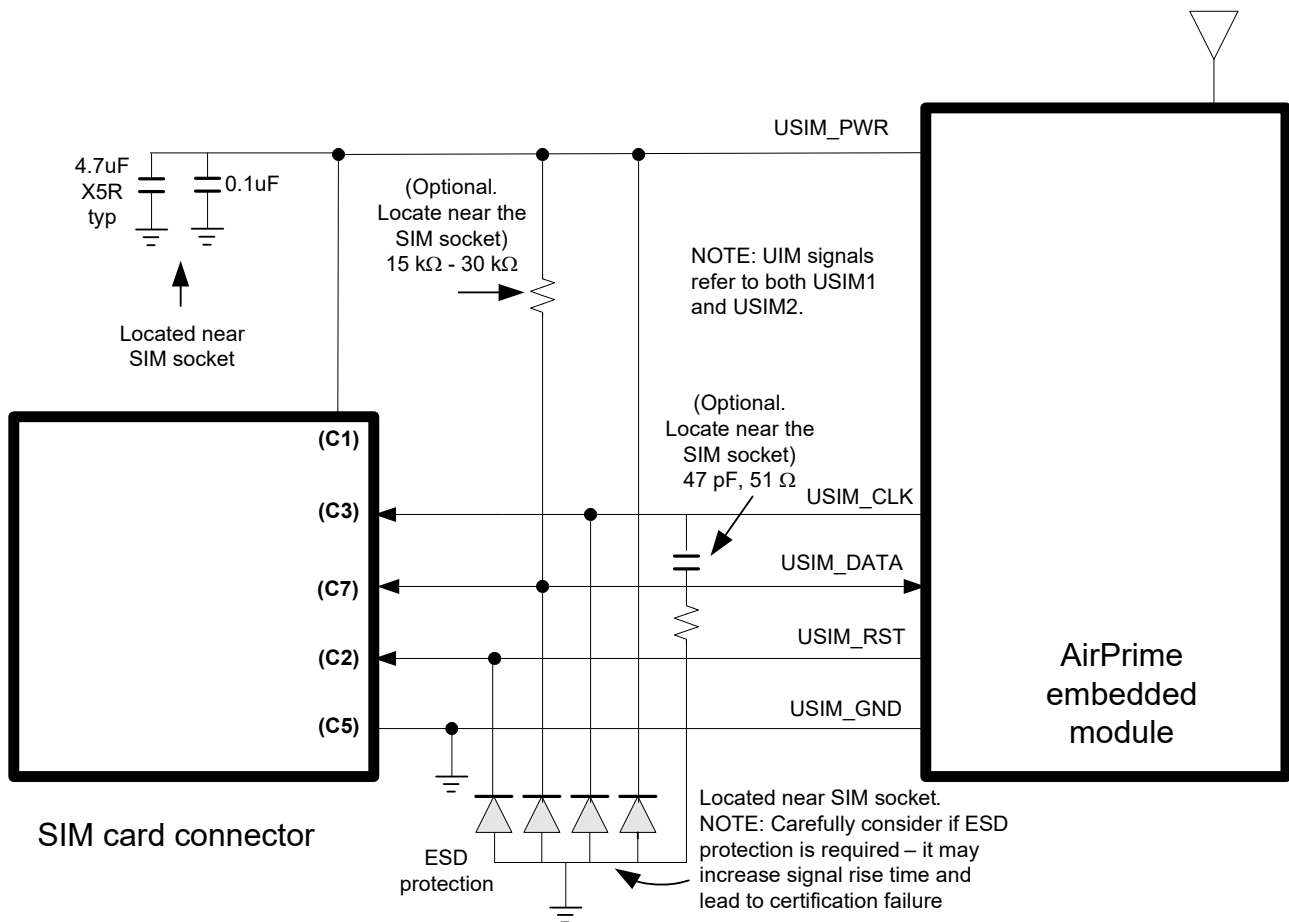 USIM_PWR
4.7uF
X5R
typ
0.1uF
(Optional.
Locate near the
SIM socket)
15 kΩ - 30 kΩ
NOTE: UIM signals
refer to both USIM1
and USIM2.
Located near
SIM socket
(Optional.
Locate near the
SIM socket)
47 pF, 51 Ω
(C1)
(C3)
USIM_CLK
(C7)
USIM_DATA
(C2)
USIM_RST
(C5)
USIM_GND
AirPrime
embedded
module
SIM card connector
ESD
protection
Located near SIM socket.
NOTE: Carefully consider if ESD
protection is required – it may
increase signal rise time and
lead to certification failure